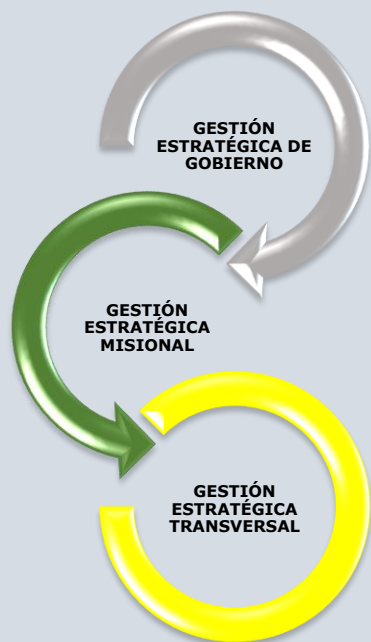 GESTIÓN
ESTRATÉGICA DE
GOBIERNO
GESTIÓN
ESTRATÉGICA
MISIONAL
GESTIÓN
ESTRATÉGICA
TRANSVERSAL